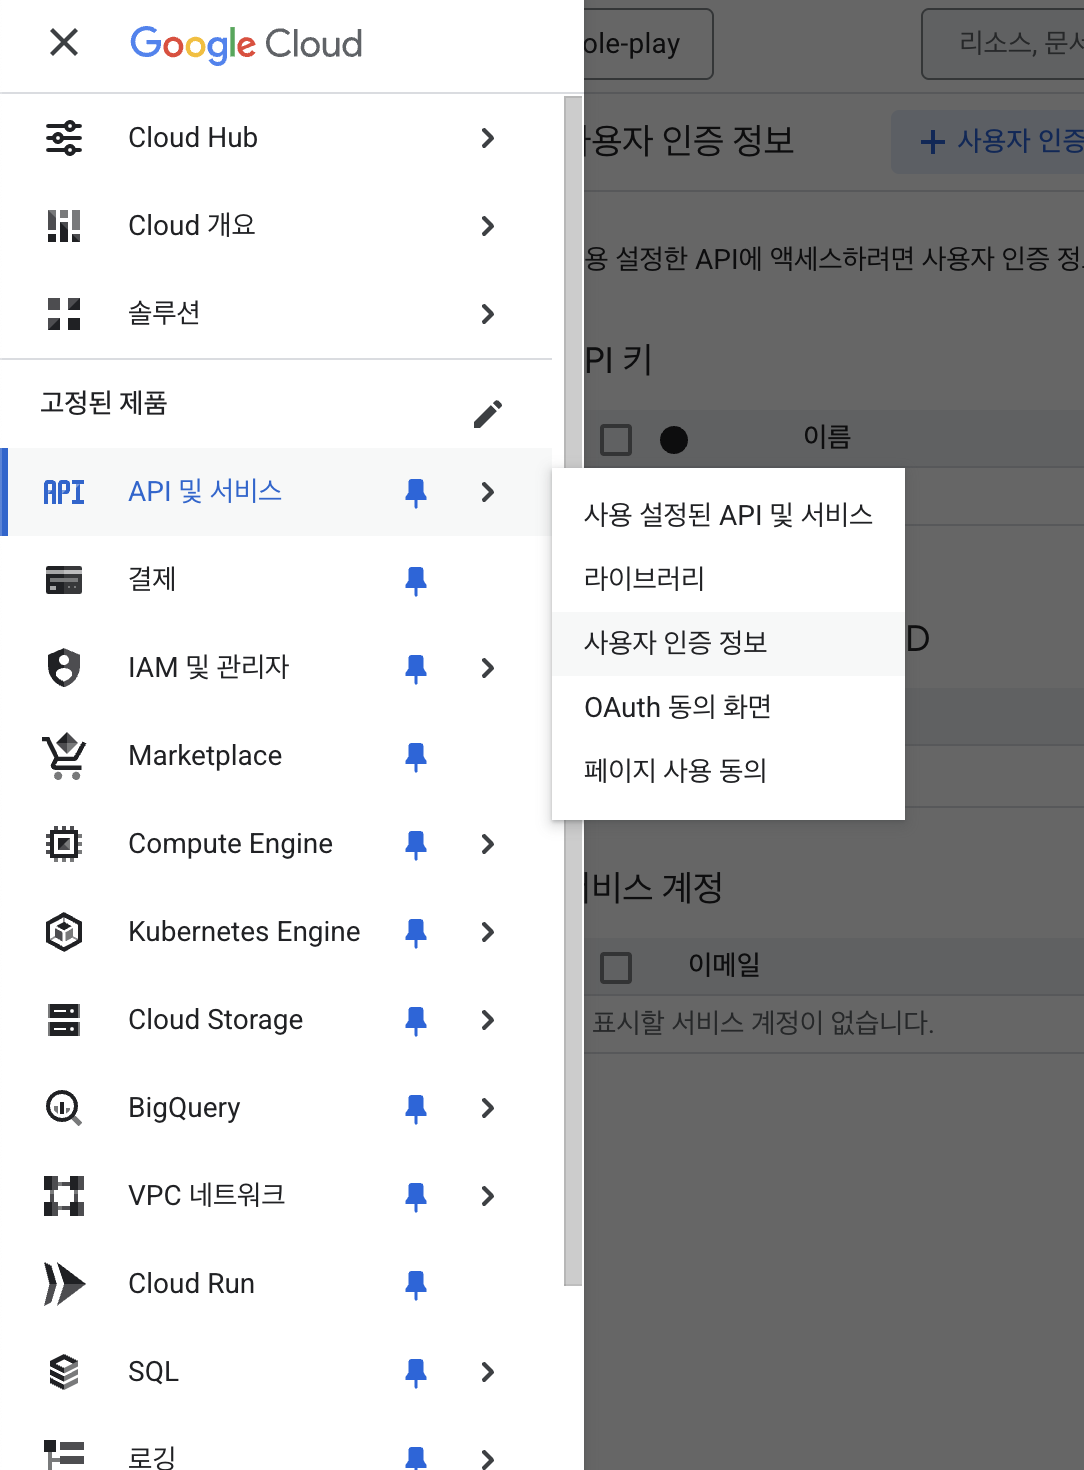 Google Cloud
ole-play
리소스, 문서
Cloud Hub
사용자 인증 정보
사용자 인증
Cloud 개요
용 설정한 API에 액세스하려면 사용자 인증 정
솔루션
PI 키
고정된 제품
이름
API
API 및 서비스
사용 설정된 API 및 서비스
결제
라이브러리
사용자 인증 정보
D
IAM 및 관리자
OAuth 동의 화면
Marketplace
페이지 사용 동의
Compute Engine
비스 계정
Kubernetes Engine
이메일
Cloud Storage
표시할 서비스 계정이 없습니다.
BigQuery
VPC 네트워크
Cloud Run
SQL
로깅